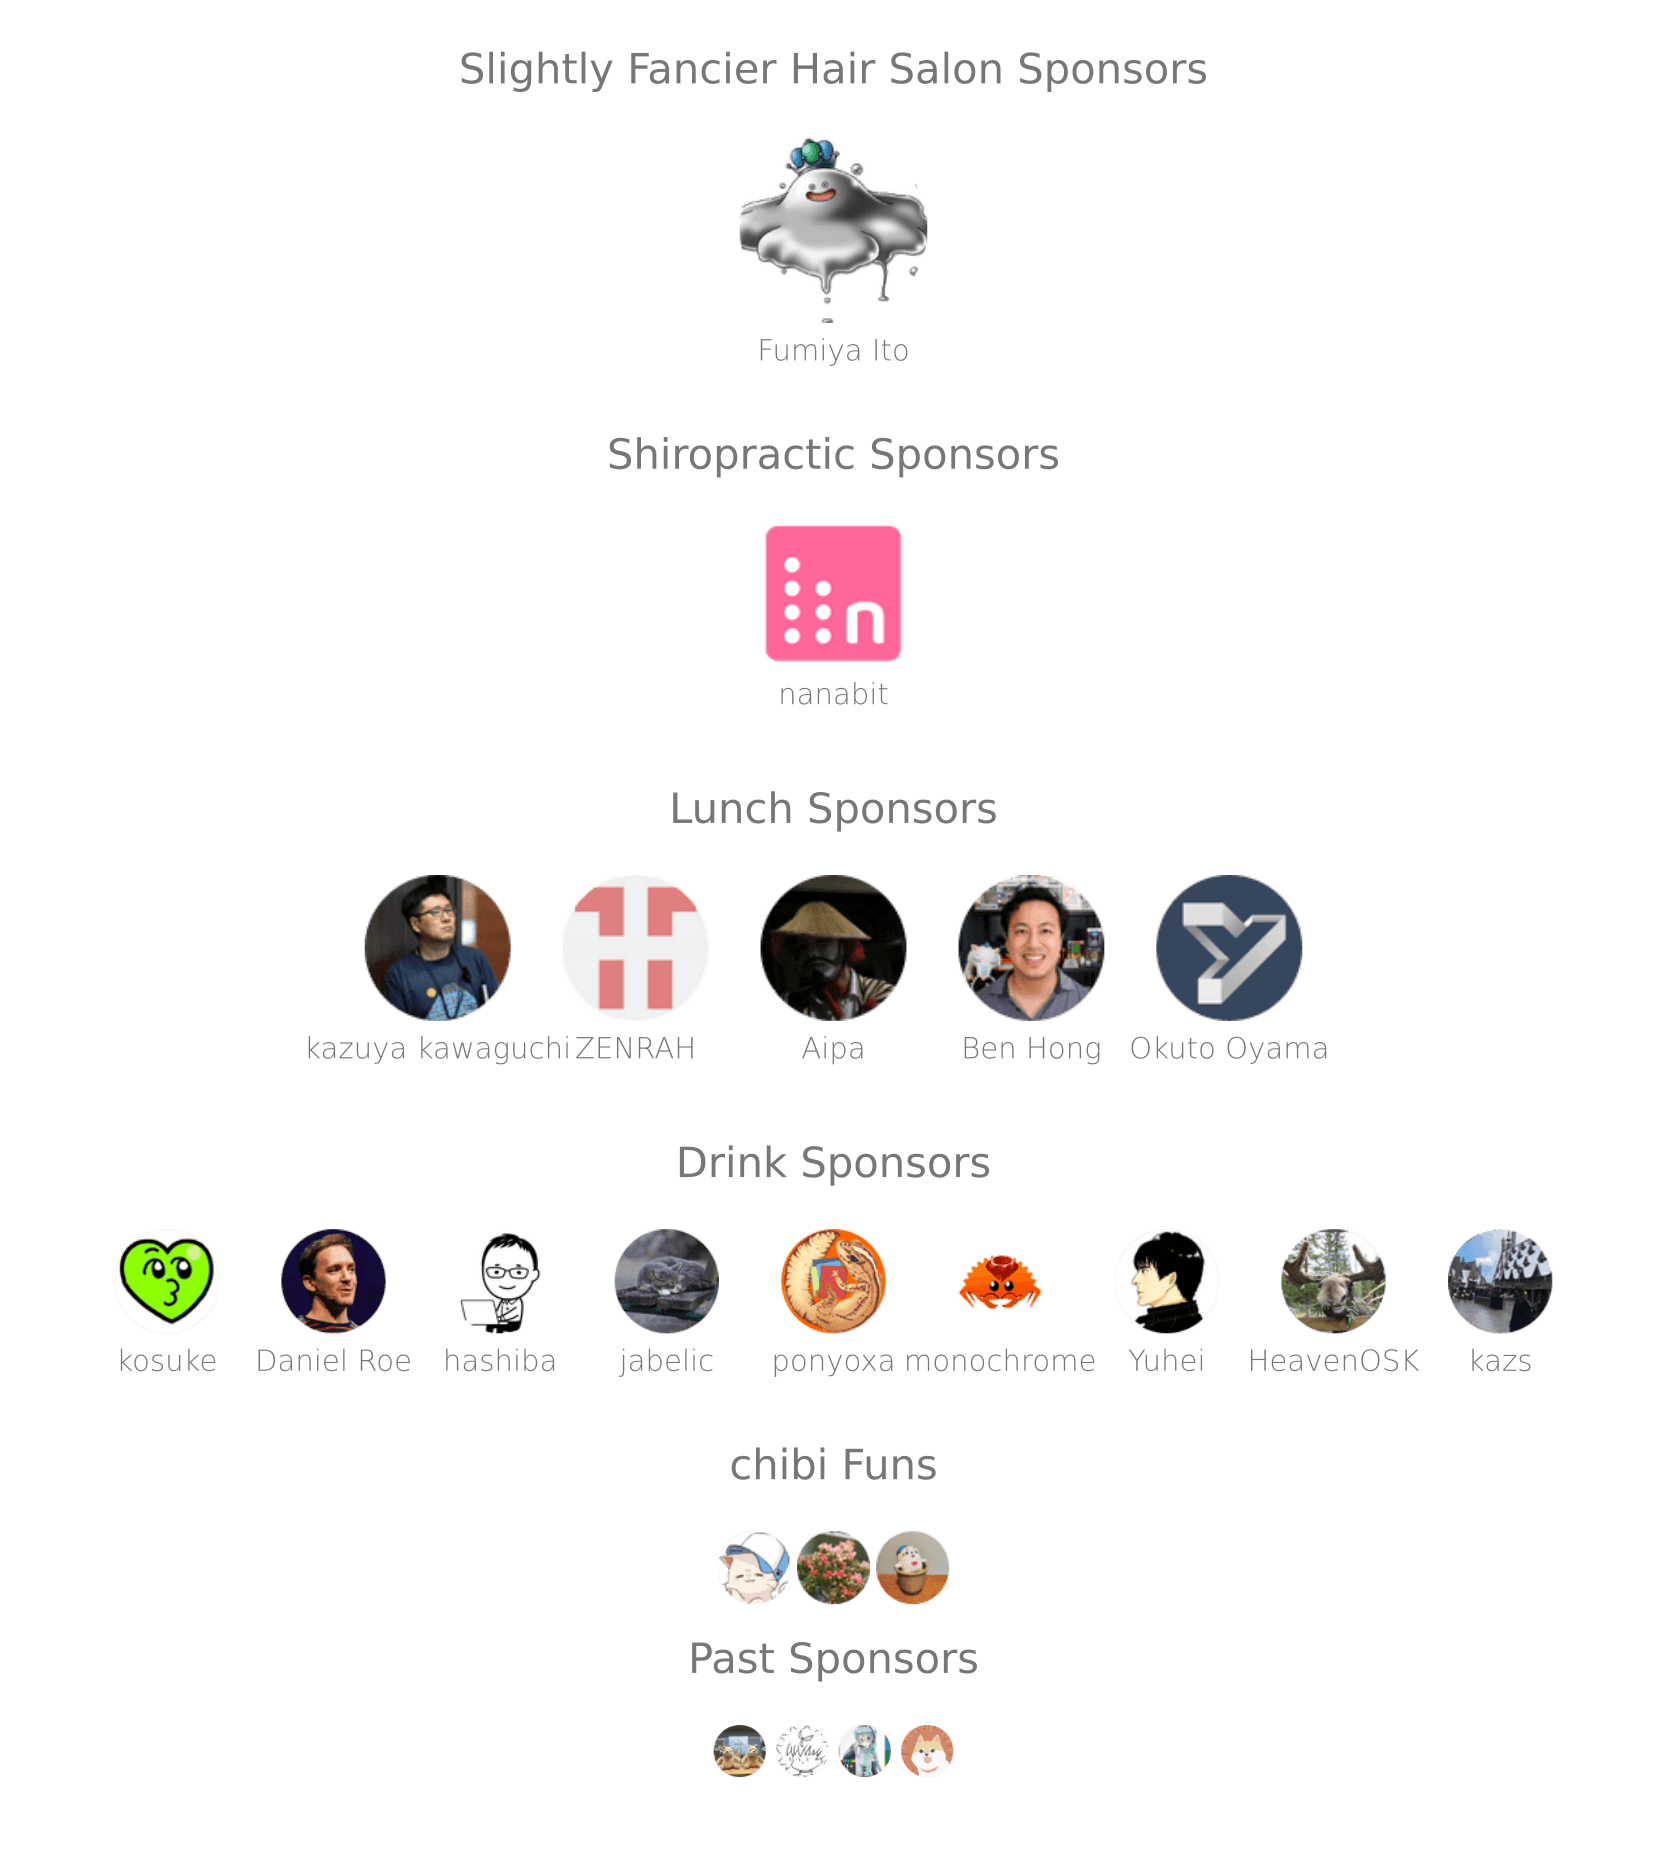 Slightly Fancier Hair Salon Sponsors
Fumiya Ito
Shiropractic Sponsors
n
nanabit
Lunch Sponsors
kazuya kawaguchi ZENRAH Aipa Ben Hong Okuto Oyama
Drink Sponsors
kosuke Daniel Roe hashiba jabelic ponyoxa monochrome Yuhei HeavenOSK kazs
chibi Funs
Past Sponsors